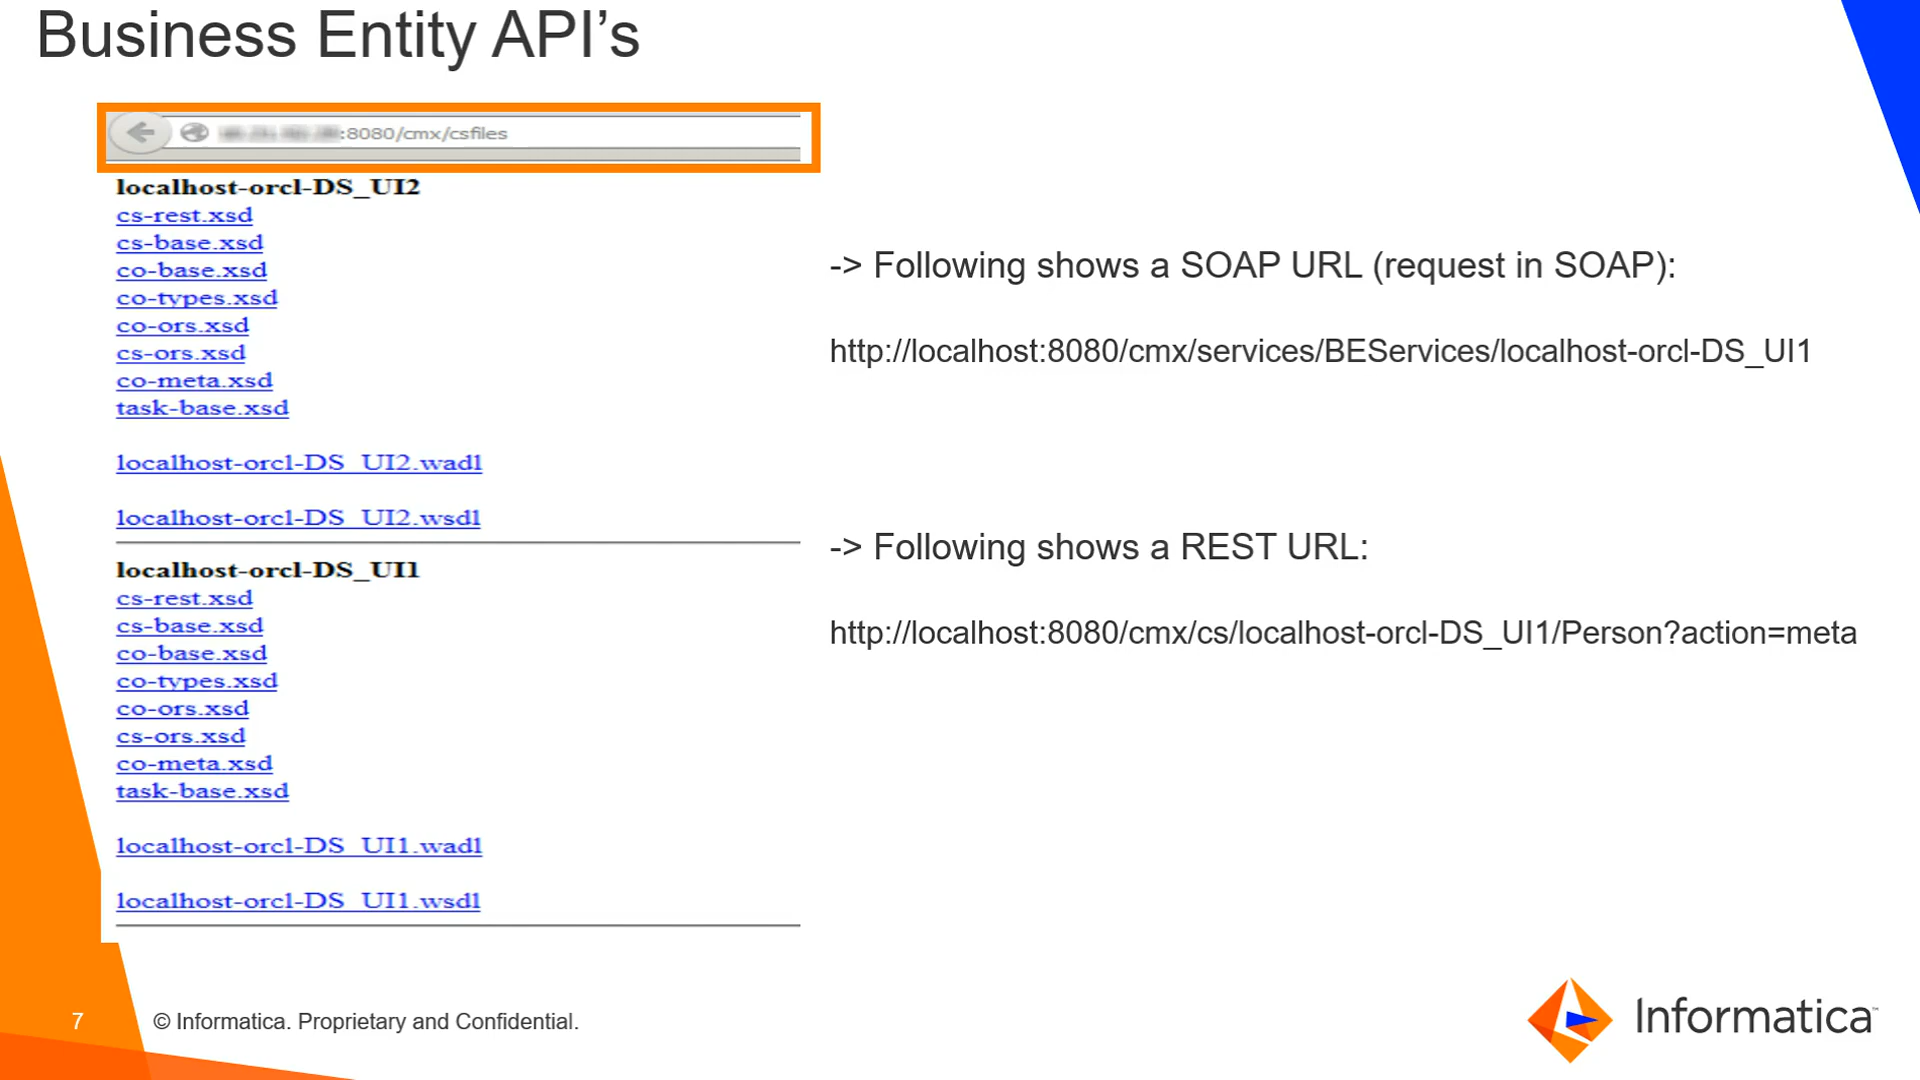 Business Entity API's
:8080/cmx/csfiles
localhost-orcl-DS_UI2
cs-rest.xsd
cs-base.xsd
co-base.xsd
co-types.xsd
co-ors.xsd
cs-ors.xsd
co-meta.xsd
task-base.xsd
localhost-orcl-DS_UI2.wadl
localhost-orcl-DS_UI2.wsdl
localhost-orcl-DS_UI1
cs-rest.xsd
cs-base.xsd
co-base.xsd
co-types.xsd
co-ors.xsd
cs-ors.xsd
co-meta.xsd
task-base.xsd
localhost-orcl-DS_UI1.wadl
localhost-orcl-DS_UI1.wsdl
-> Following shows a SOAP URL (request in SOAP):
http://localhost:8080/cmx/services/BEServices/localhost-orcl-DS_UI1
-> Following shows a REST URL:
http://localhost:8080/cmx/cs/localhost-orcl-DS_UI1/Person?action=meta
7
© Informatica. Proprietary and Confidential.
Informatica™